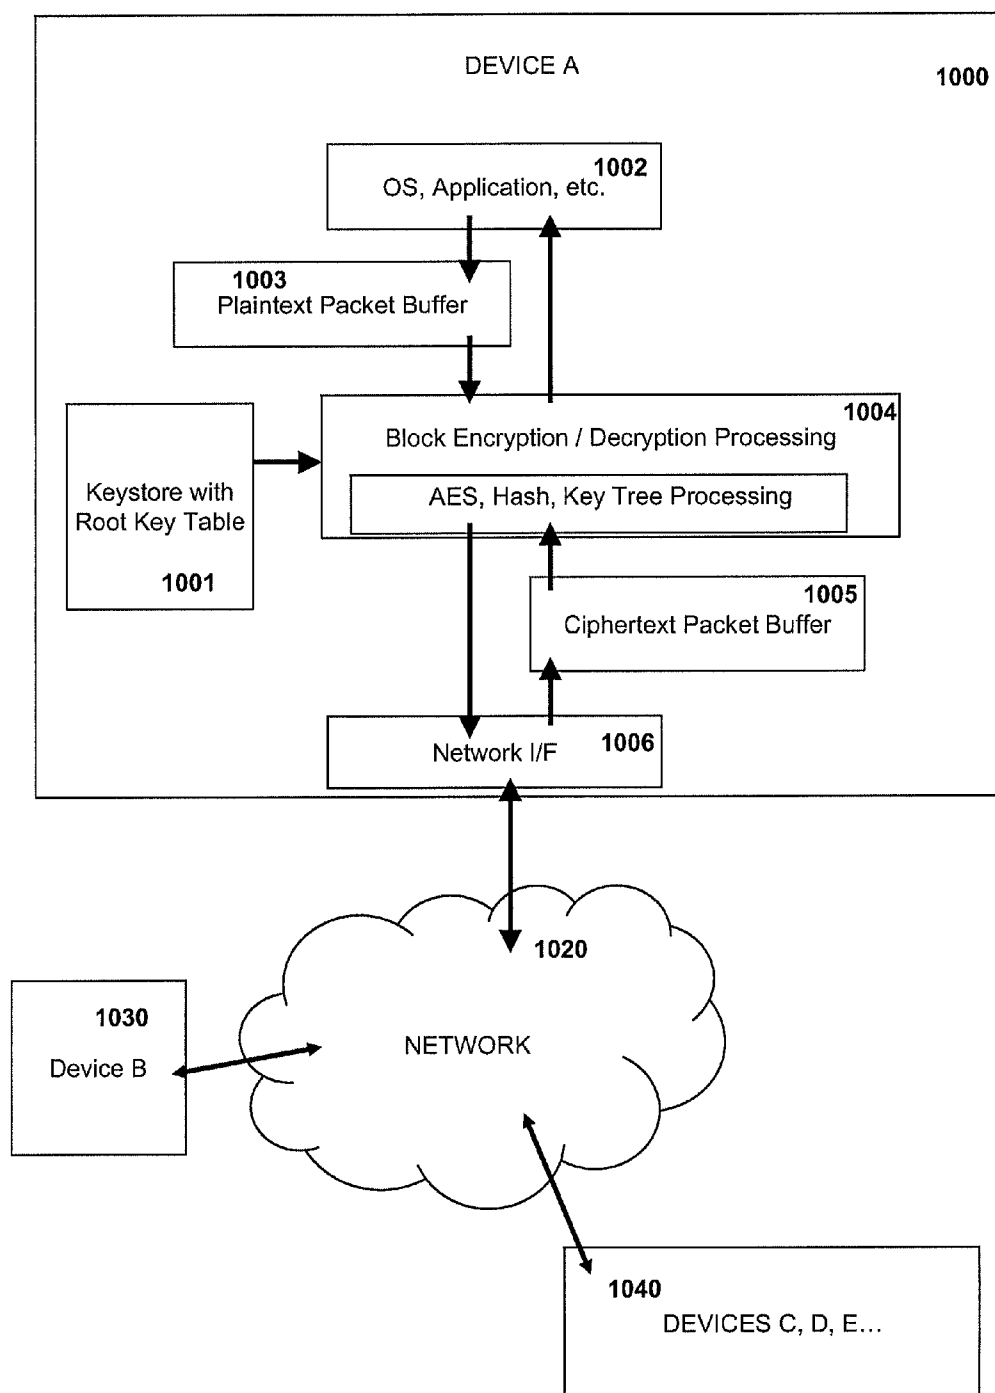 DEVICE A
1000
1002
OS, Application, etc.
1003
Plaintext Packet Buffer
1004
Block Encryption / Decryption Processing
AES, Hash, Key Tree Processing
Keystore with
Root Key Table
1001
1005
Ciphertext Packet Buffer
1006
Network I/F
1020
NETWORK
1030
Device B
1040
DEVICES C, D, E...